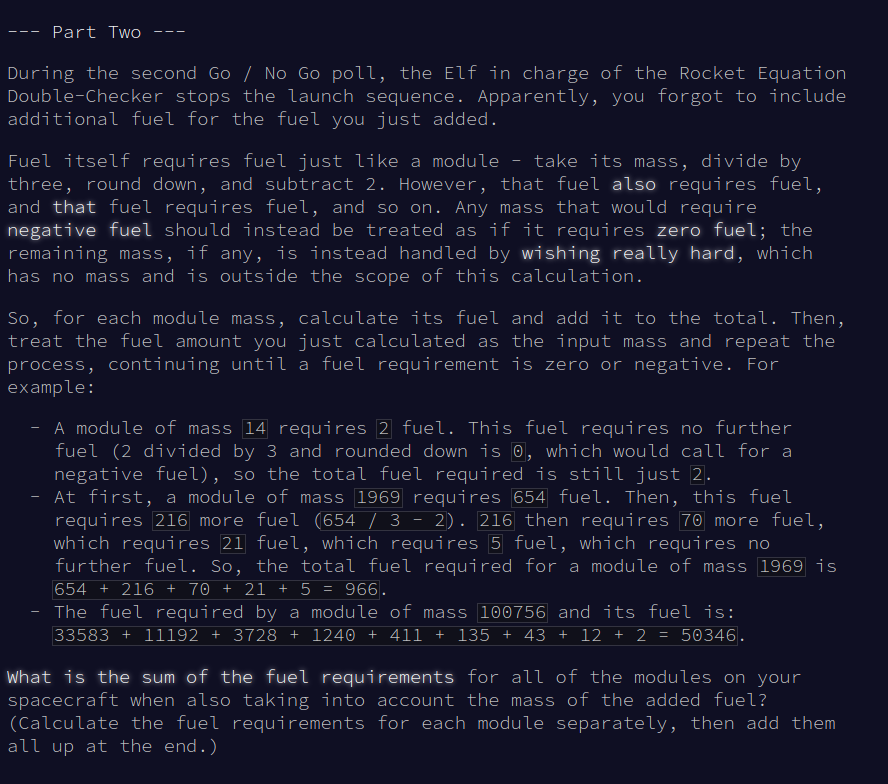 --- Part Two ---
During the second Go / No Go poll, the Elf in charge of the Rocket Equation
Double-Checker stops the launch sequence. Apparently, you forgot to include
additional fuel for the fuel you just added.
Fuel itself requires fuel just like a module - take its mass, divide by
three, round down, and subtract 2. However, that fuel also requires fuel,
and that fuel requires fuel, and so on. Any mass that would require
negative fuel should instead be treated as if it requires zero fuel; the
remaining mass, if any, is instead handled by wishing really hard, which
has no mass and is outside the scope of this calculation.
So, for each module mass, calculate its fuel and add it to the total. Then,
treat the fuel amount you just calculated as the input mass and repeat the
process, continuing until a fuel requirement is zero or negative. For
example:
- A module of mass 14 requires 2 fuel. This fuel requires no further
fuel (2 divided by 3 and rounded down is 0, which would call for a
negative fuel), so the total fuel required is still just 2.
- At first, a module of mass 1969 requires 654 fuel. Then, this fuel
requires 216 more fuel (654 / 3 - 2). 216 then requires 70 more fuel,
which requires 21 fuel, which requires 5 fuel, which requires no
further fuel. So, the total fuel required for a module of mass 1969 is
654 + 216 + 70 + 21 + 5 = 966.
- The fuel required by a module of mass 100756 and its fuel is:
33583 + 11192 + 3728 + 1240 + 411 + 135 + 43 + 12 + 2 = 50346.
What is the sum of the fuel requirements for all of the modules on your
spacecraft when also taking into account the mass of the added fuel?
(Calculate the fuel requirements for each module separately, then add them
all up at the end.)